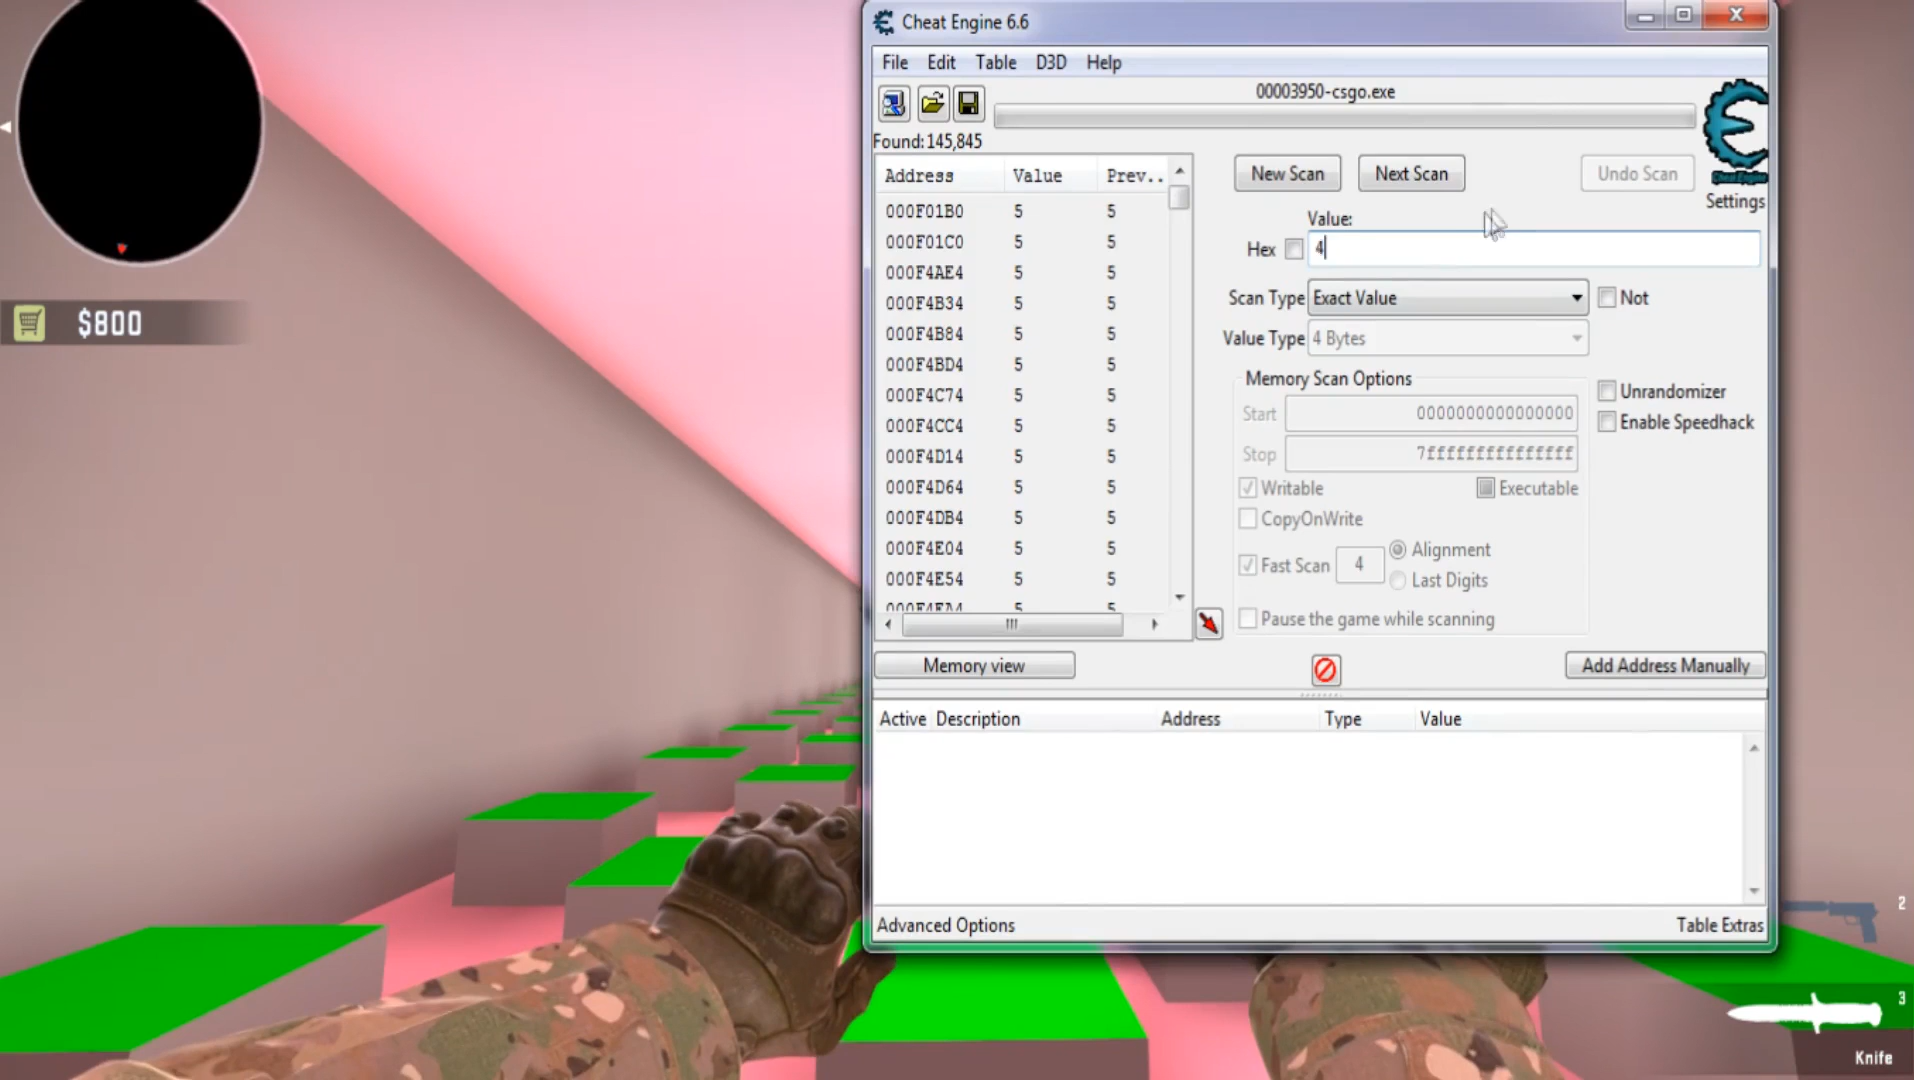 Cheat Engine 6.6
File Edit Table D3D Help
00003950-csgo.exe
Found: 145,845
Address Value Prev..
000F01B0 5 5
000F01C0 5 5
000F4AE4 5 5
000F4B34 5 5
000F4B84 5 5
000F4BD4 5 5
000F4C74 5 5
000F4CC4 5 5
000F4D14 5 5
000F4D64 5 5
000F4DB4 5 5
000F4E04 5 5
000F4E54 5 5
000F4EA4 5 5
New Scan Next Scan Undo Scan
Cheat Engine
Settings
Value:
Hex 4
Scan Type Exact Value Not
Value Type 4 Bytes
Memory Scan Options
Start 0000000000000000
Stop 7fffffffffffffff
Unrandomizer
Enable Speedhack
Writable Executable
CopyOnWrite
Fast Scan 4 Alignment
Last Digits
Pause the game while scanning
Memory view Add Address Manually
Active Description Address Type Value
Advanced Options Table Extras
$800
2
3
Knife